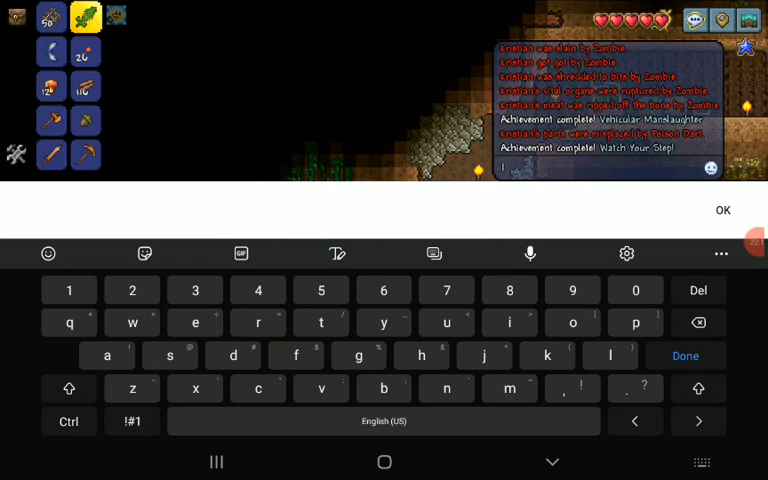 50
26
12
110
Kristian was slain by Zombie.
Kristian got got by Zombie.
Kristian was shredded to bits by Zombie.
Kristian's vital organs were ruptured by Zombie.
Kristian's meat was ripped off the bone by Zombie
Achievement complete! Vehicular Manslaughter
Kristian's parts were misplaced by Poison Dart.
Achievement complete! Watch Your Step!
OK
GIF
1 2 3 4 5 6 7 8 9 0 Del
q + w × e ÷ r = t / y _ u < i > o [ p ]
a ! s @ d # f $ g % h ^ j * k ( l ) Done
z - x ' c " v : b ; n m , ! . ?
Ctrl !#1 English (US) < >